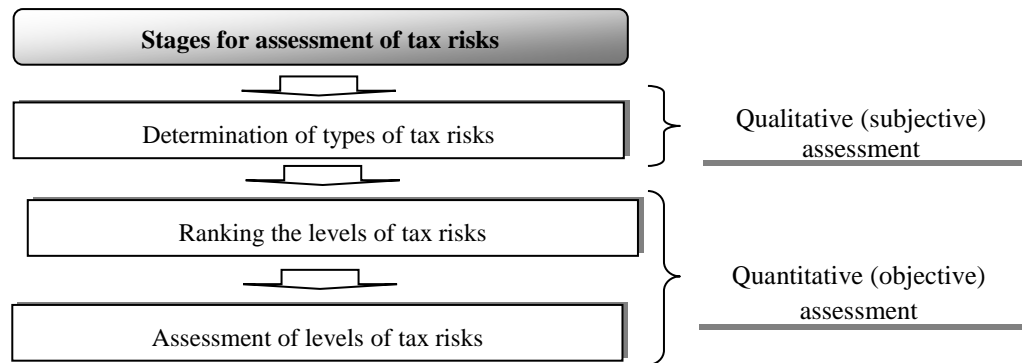 Stages for assessment of tax risks
Determination of types of tax risks
Qualitative (subjective)
assessment
Ranking the levels of tax risks
Quantitative (objective)
assessment
Assessment of levels of tax risks